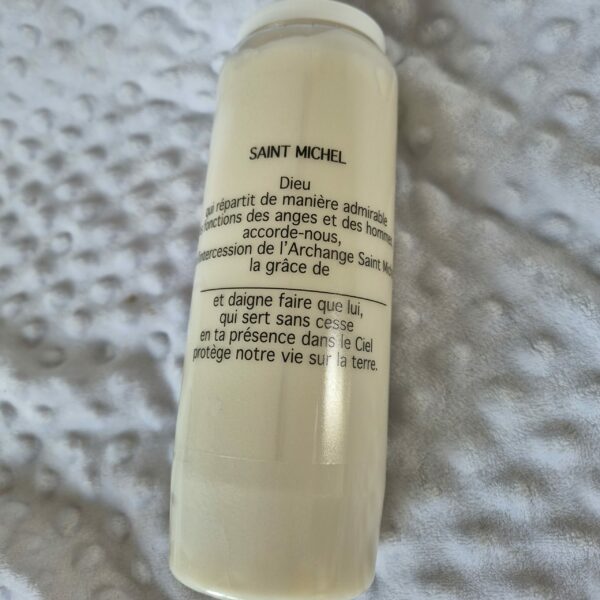 SAINT MICHEL
Dieu
qui répartit de manière admirable
fonctions des anges et des hommes
accorde-nous,
intercession de l'Archange Saint
la grâce de
et daigne faire que lui,
qui sert sans cesse
en ta présence dans le Ciel
protège notre vie sur la terre.